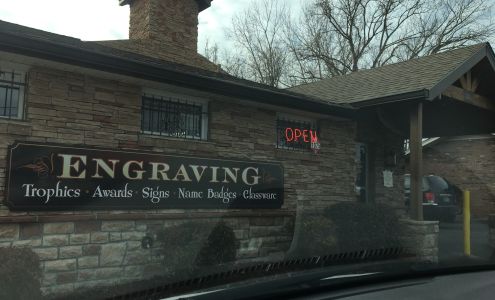 ENGRAVING
Trophies • Awards • Signs • Name Badges • Glassware
OPEN